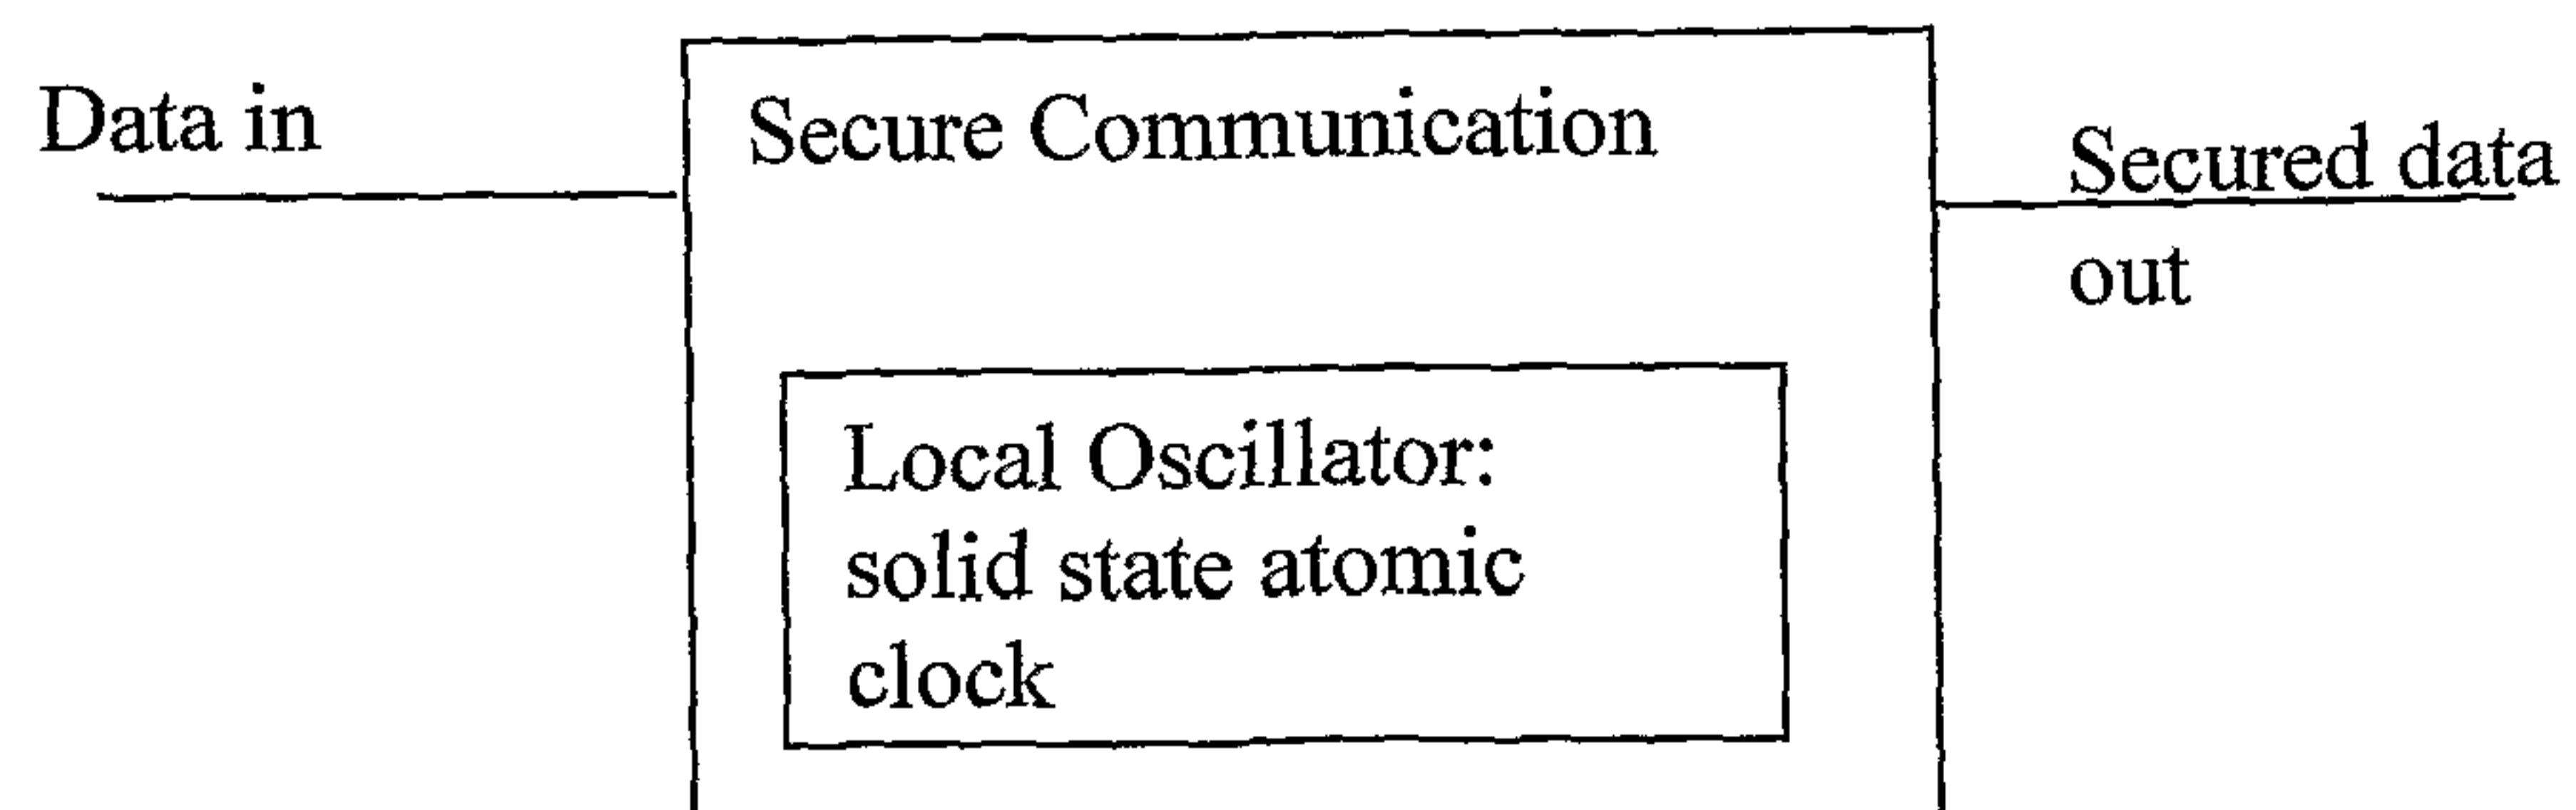 Data in
Secure Communication
Secured data
out
Local Oscillator:
solid state atomic
clock